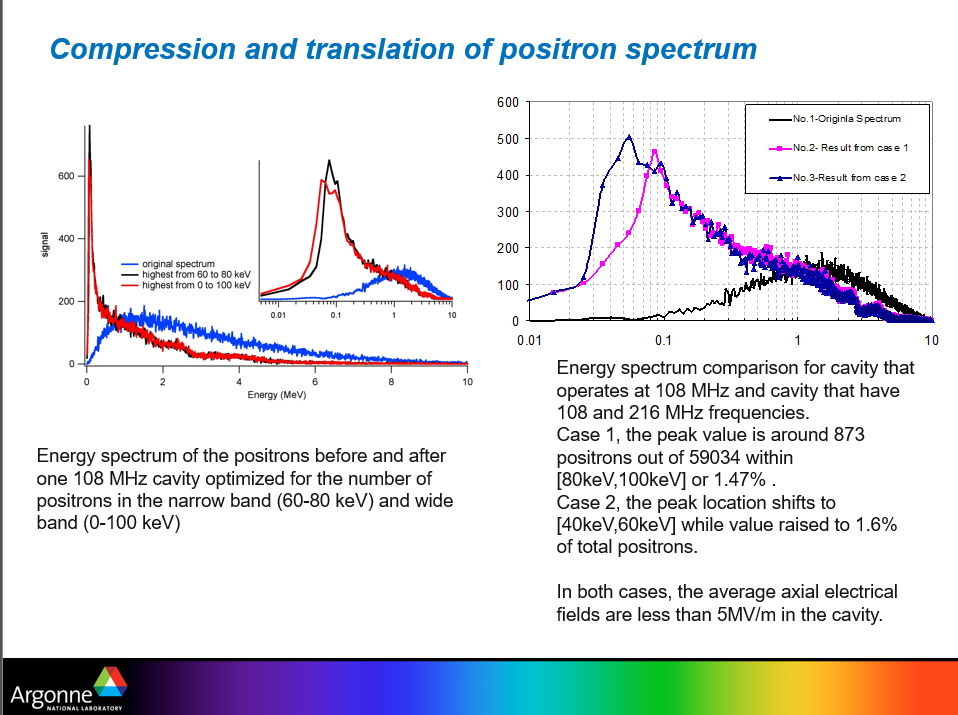 Compression and translation of positron spectrum
600
400
200
0
signal
original spectrum
highest from 60 to 80 keV
highest from 0 to 100 keV
0.01
0.1
1
10
0
2
4
6
8
10
Energy (MeV)
600
500
400
300
200
100
0
No.1-Originla Spectrum
No.2- Result from case 1
No.3-Result from case 2
0.01
0.1
1
10
Energy spectrum of the positrons before and after
one 108 MHz cavity optimized for the number of
positrons in the narrow band (60-80 keV) and wide
band (0-100 keV)
Energy spectrum comparison for cavity that
operates at 108 MHz and cavity that have
108 and 216 MHz frequencies.
Case 1, the peak value is around 873
positrons out of 59034 within
[80keV,100keV] or 1.47% .
Case 2, the peak location shifts to
[40keV,60keV] while value raised to 1.6%
of total positrons.
In both cases, the average axial electrical
fields are less than 5MV/m in the cavity.
Argonne
NATIONAL LABORATORY